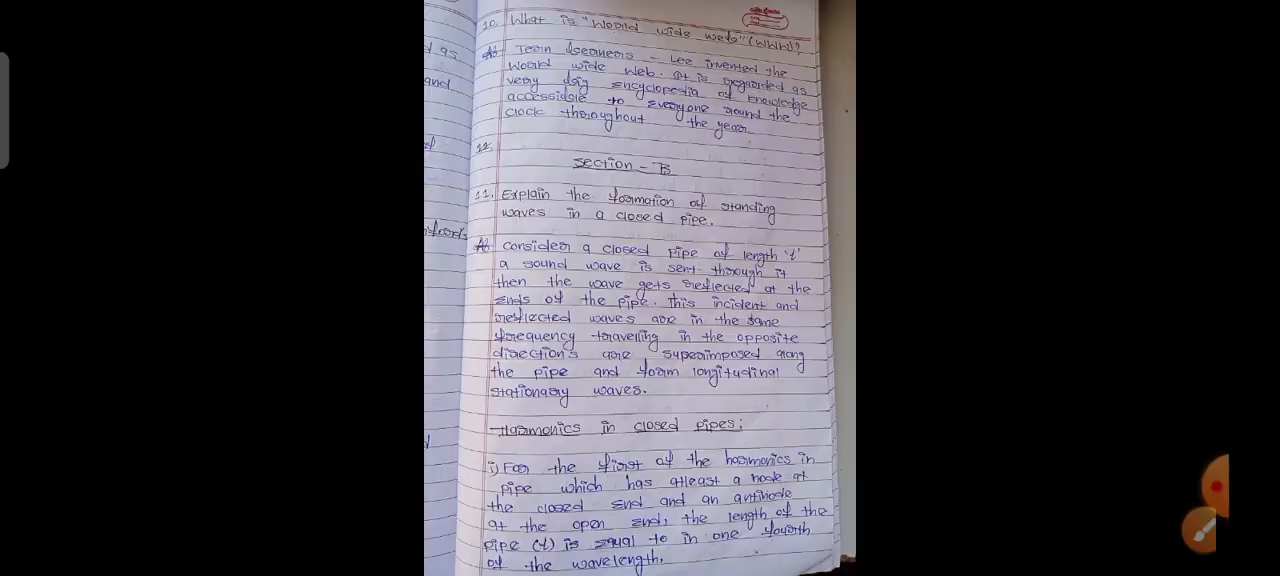 10. What is "World wide web" (WWW)?
A) Team Berners - Lee invented the
World wide Web. It is regarded as
very big encyclopedia of knowledge
accessible to everyone round the
clock throughout the year.
12.
Section - B
11. Explain the formation of standing
waves in a closed pipe.
A) Consider a closed pipe of length 'l'
a sound wave is sent through it
then the wave gets reflected at the
ends of the pipe. This incident and
reflected waves are in the same
frequency travelling in the opposite
directions are superimposed along
the pipe and form longitudinal
stationary waves.
Harmonics in closed pipes:
i) For the first of the harmonics in
pipe which has atleast a node at
the closed end and an antinode
at the open end, the length of the
pipe (l) is equal to in one fourth
of the wavelength.
d as
and
of